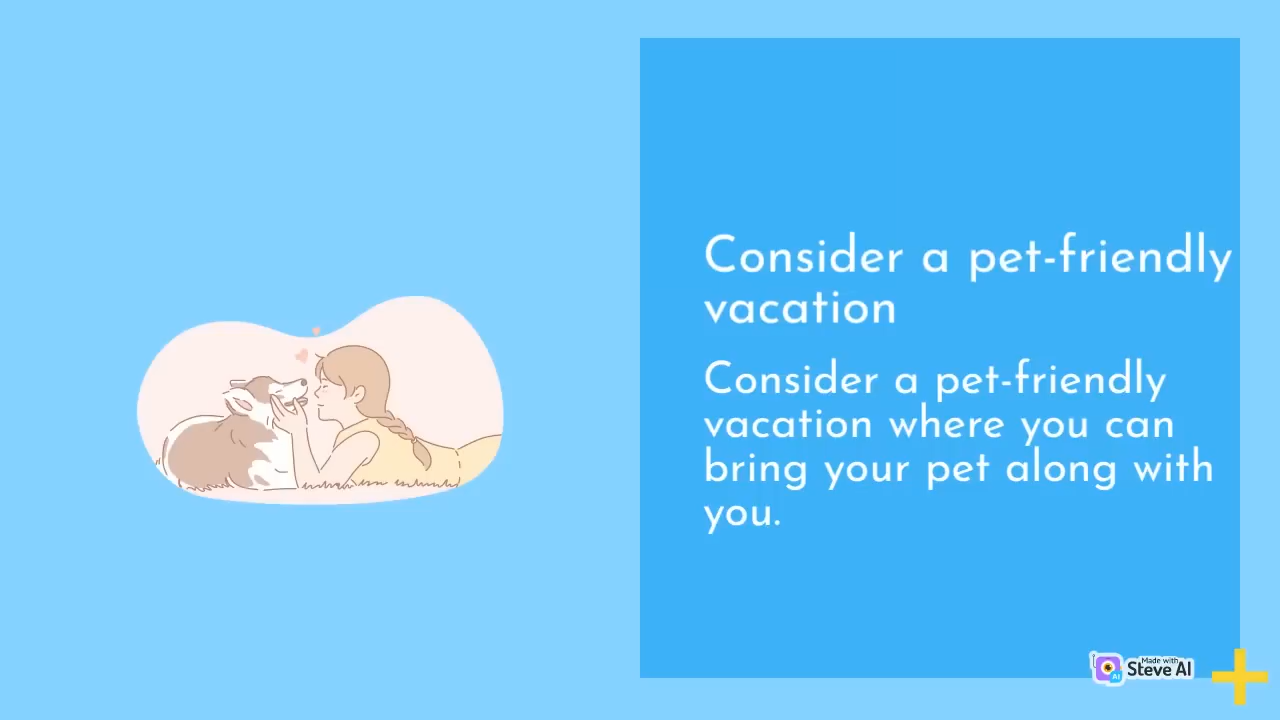 Consider a pet-friendly
vacation
Consider a pet-friendly
vacation where you can
bring your pet along with
you.
Made with
Steve AI
AI